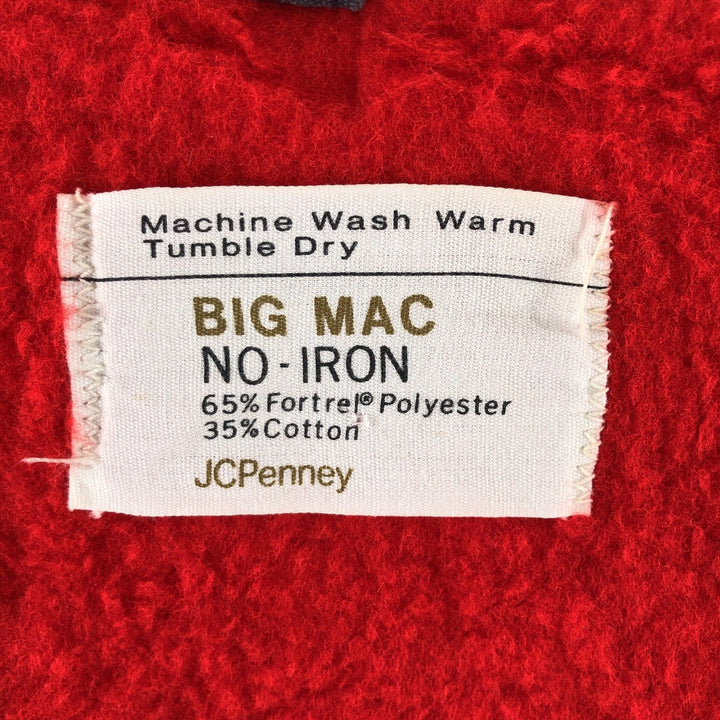 Machine Wash Warm
Tumble Dry
BIG MAC
NO-IRON
65% Fortrel® Polyester
35% Cotton
JCPenney